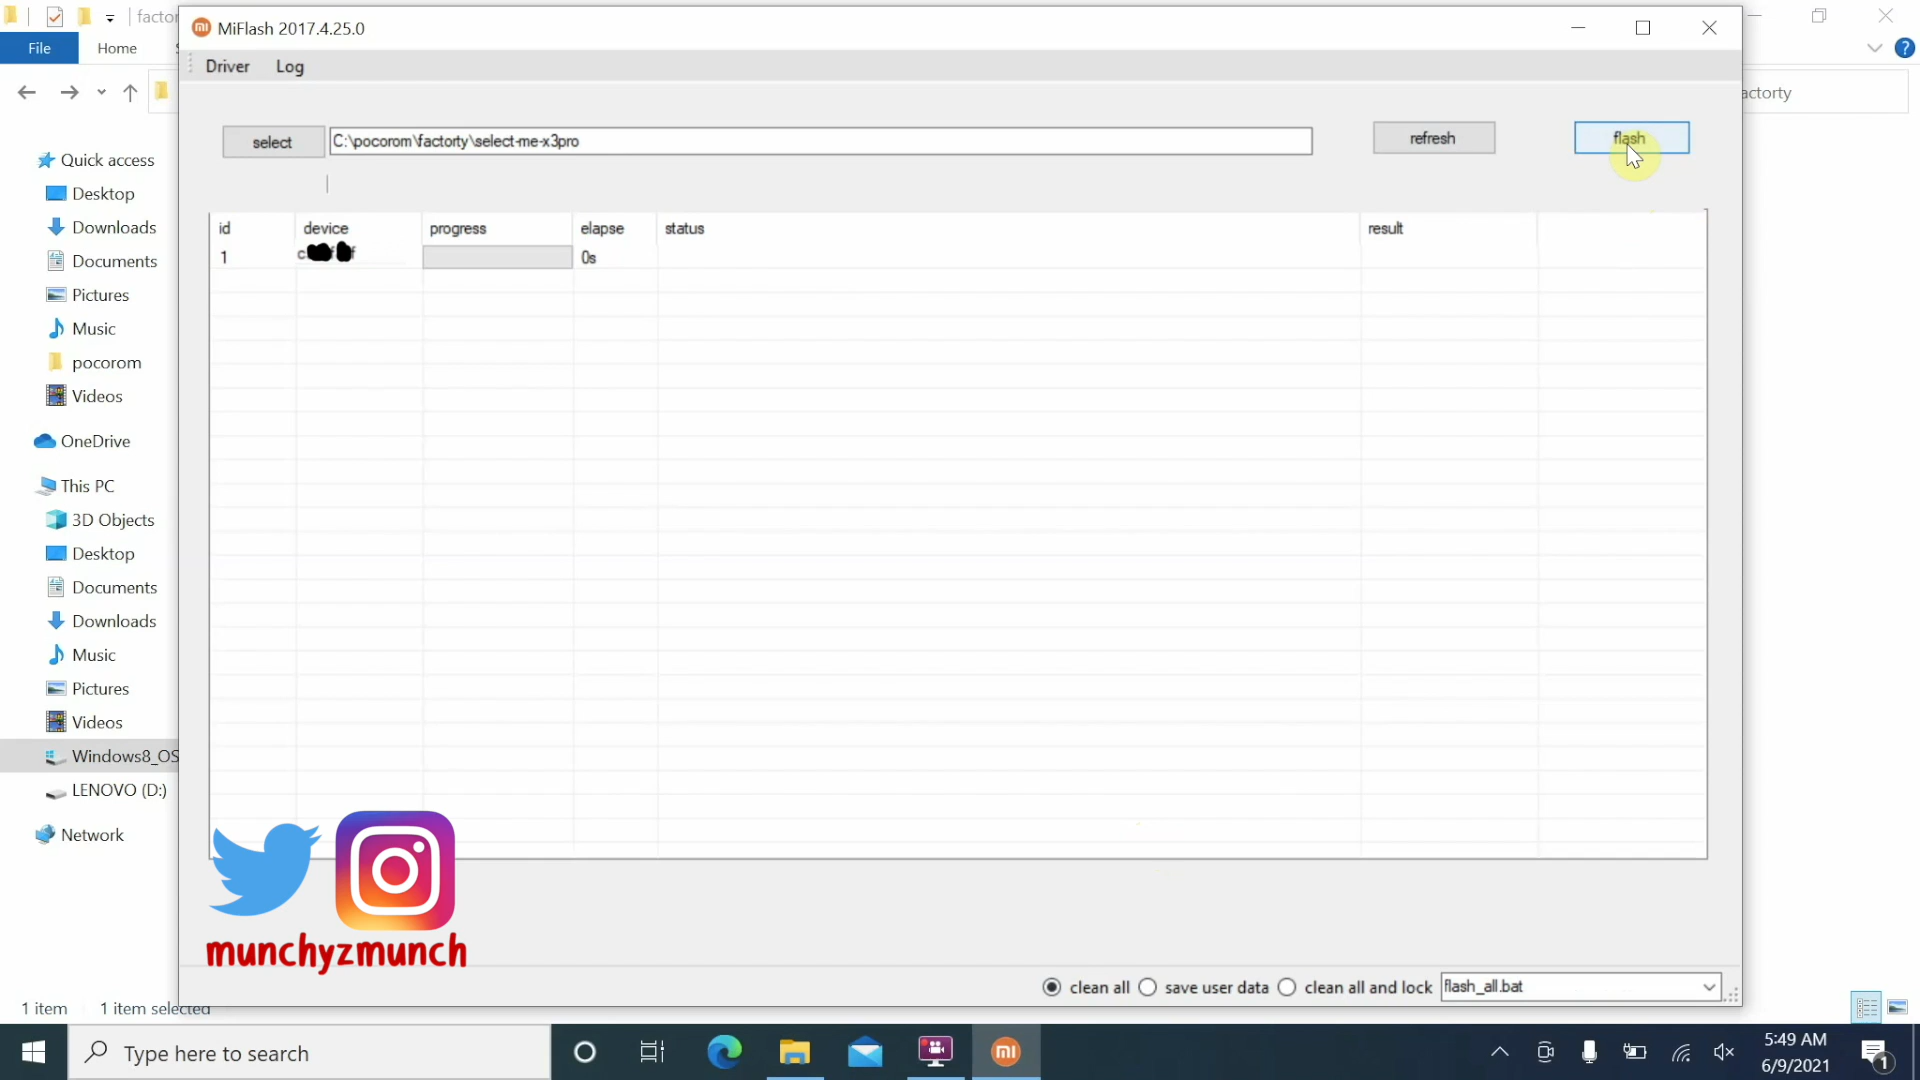 factor
MiFlash 2017.4.25.0
File
Home
Driver
Log
select
C:\pocorom\factorty\select-me-x3pro
refresh
flash
actorty
id
device
progress
elapse
status
result
1
0s
Quick access
Desktop
Downloads
Documents
Pictures
Music
pocorom
Videos
OneDrive
This PC
3D Objects
Desktop
Documents
Downloads
Music
Pictures
Videos
Windows8_OS
LENOVO (D:)
Network
munchyzmunch
clean all
save user data
clean all and lock
flash_all.bat
1 item
1 item selected
Type here to search
5:49 AM
6/9/2021
1